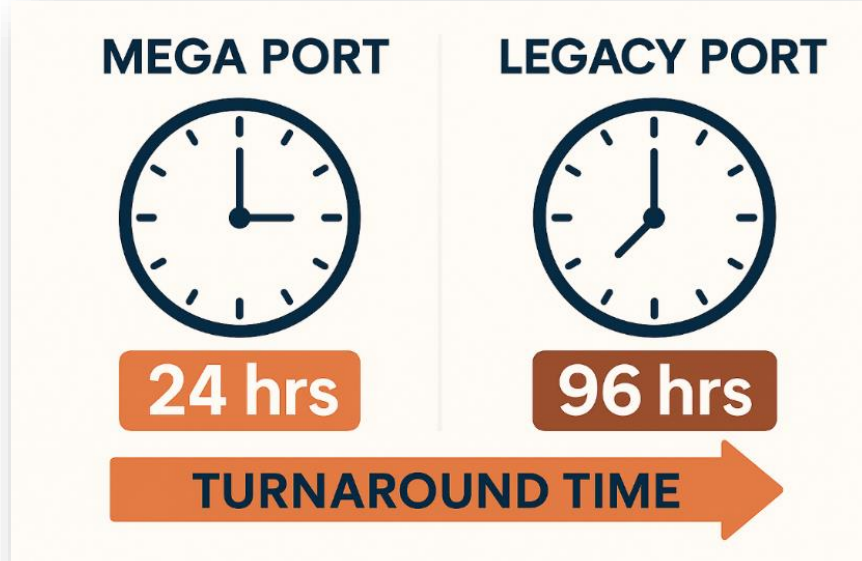 MEGA PORT
LEGACY PORT
24 hrs
96 hrs
TURNAROUND TIME